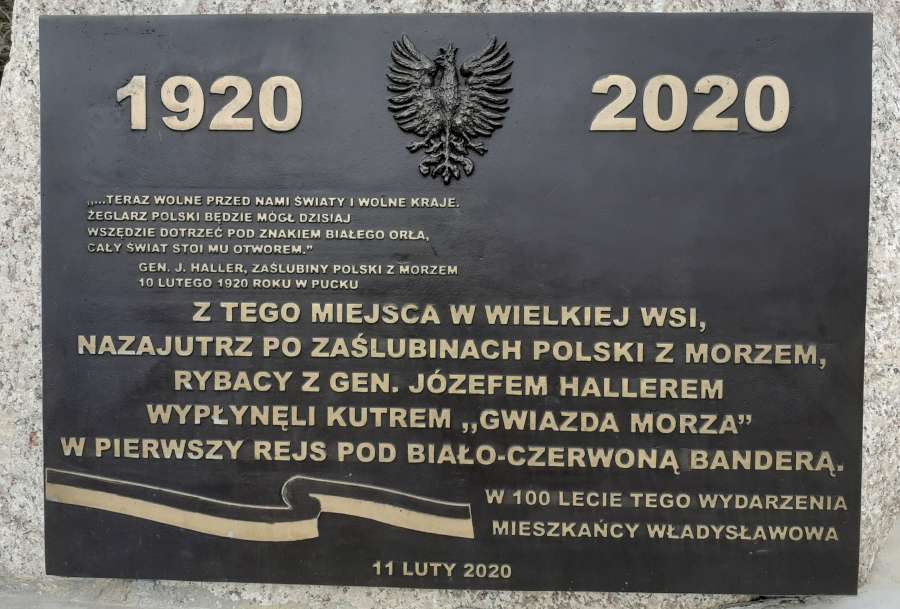 1920 2020
„...TERAZ WOLNE PRZED NAMI ŚWIATY I WOLNE KRAJE.
ŻEGLARZ POLSKI BĘDZIE MÓGŁ DZISIAJ
WSZĘDZIE DOTRZEĆ POD ZNAKIEM BIAŁEGO ORŁA,
CAŁY ŚWIAT STOI MU OTWOREM.”
GEN. J. HALLER, ZAŚLUBINY POLSKI Z MORZEM
10 LUTEGO 1920 ROKU W PUCKU
Z TEGO MIEJSCA W WIELKIEJ WSI,
NAZAJUTRZ PO ZAŚLUBINACH POLSKI Z MORZEM,
RYBACY Z GEN. JÓZEFEM HALLEREM
WYPŁYNĘLI KUTREM „GWIAZDA MORZA”
W PIERWSZY REJS POD BIAŁO-CZERWONĄ BANDERĄ.
W 100 LECIE TEGO WYDARZENIA
MIESZKAŃCY WŁADYSŁAWOWA
11 LUTY 2020